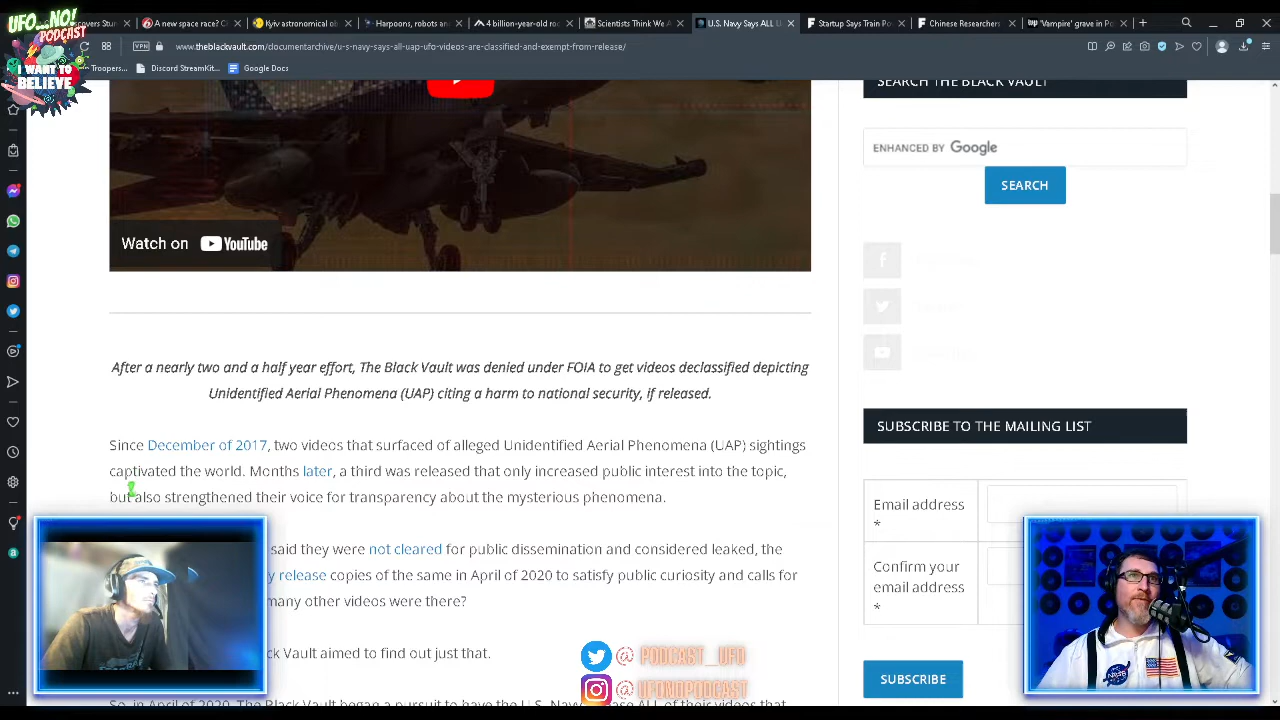 UFO...NO!
PODCAST
I WANT TO
BELIEVE
A new space race? C
Kyiv astronomical ob
Harpoons, robots and
4 billion-year-old roc
Scientists Think We A
U.S. Navy Says ALL U
Startup Says Train Po
Chinese Researchers
'Vampire' grave in Pol
VPN
www.theblackvault.com/documentarchive/u-s-navy-says-all-uap-ufo-videos-are-classified-and-exempt-from-release/
Troopers...
Discord StreamKit...
Google Docs
SEARCH THE BLACK VAULT
ENHANCED BY Google
SEARCH
Watch on YouTube
After a nearly two and a half year effort, The Black Vault was denied under FOIA to get videos declassified depicting
Unidentified Aerial Phenomena (UAP) citing a harm to national security, if released.
Since December of 2017, two videos that surfaced of alleged Unidentified Aerial Phenomena (UAP) sightings
captivated the world. Months later, a third was released that only increased public interest into the topic,
but also strengthened their voice for transparency about the mysterious phenomena.
said they were not cleared for public dissemination and considered leaked, the
release copies of the same in April of 2020 to satisfy public curiosity and calls for
many other videos were there?
Vault aimed to find out just that.
So, in April of 2020, The Black Vault began a pursuit to have the U.S. Navy release ALL of their videos that
SUBSCRIBE TO THE MAILING LIST
Email address
*
Confirm your
email address
*
SUBSCRIBE
@ PODCAST_UFO
@ UFONOPODCAST